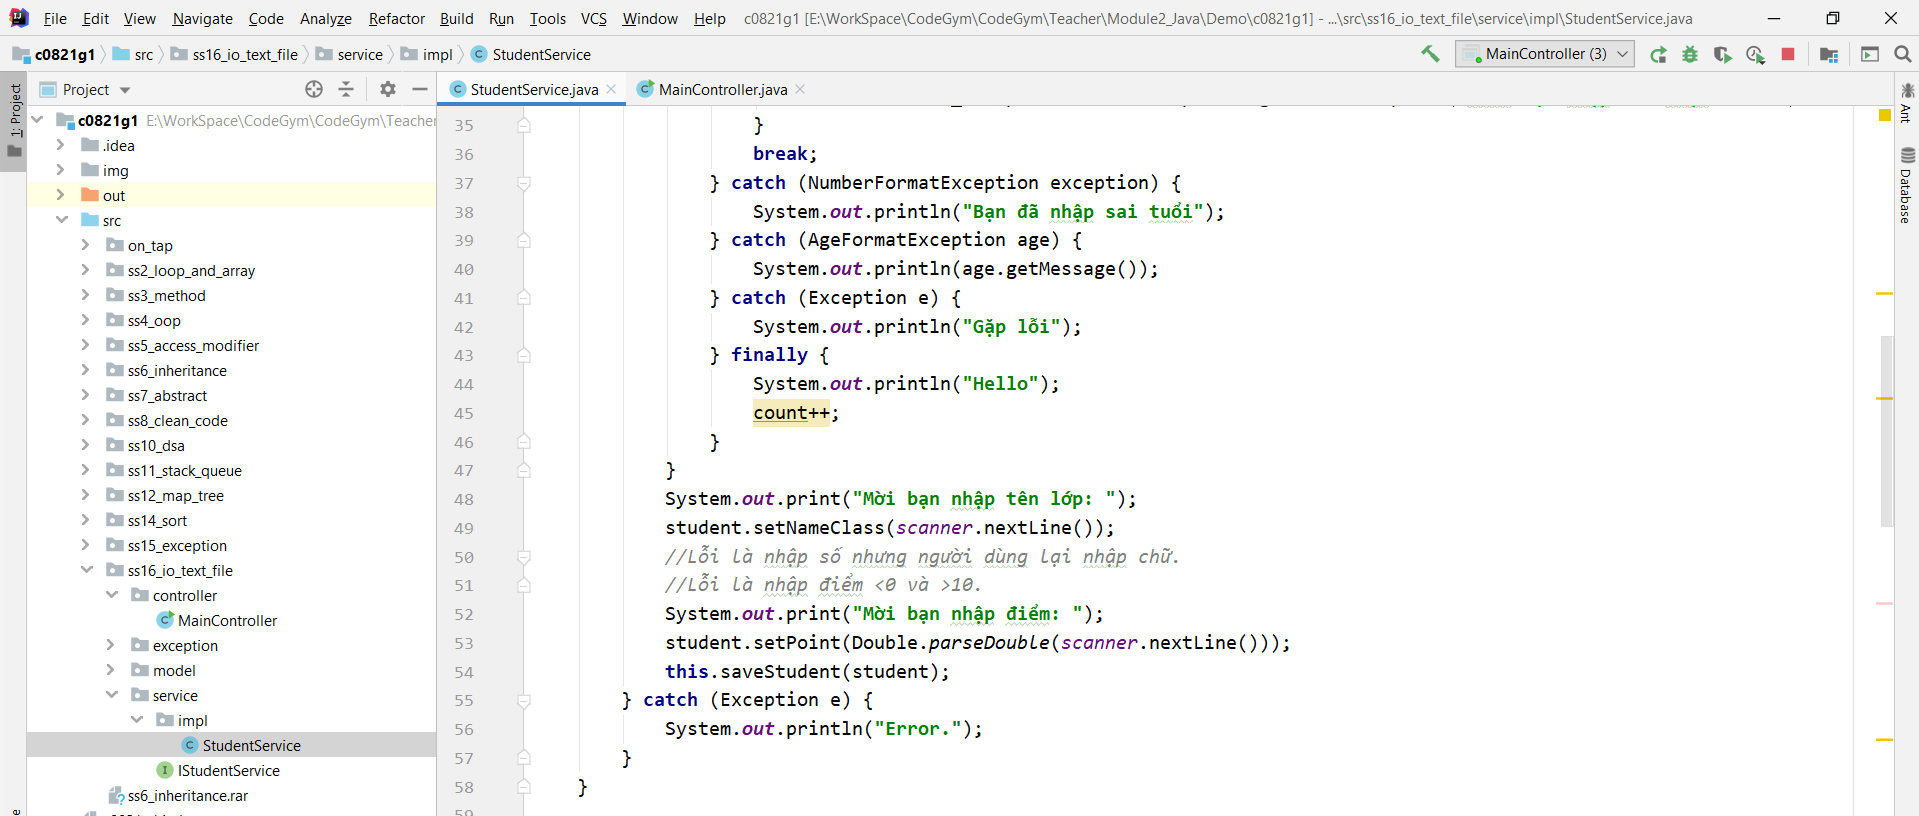 File Edit View Navigate Code Analyze Refactor Build Run Tools VCS Window Help c0821g1 [E:\WorkSpace\CodeGym\CodeGym\Teacher\Module2_Java\Demo\c0821g1] - ...\src\ss16_io_text_file\service\impl\StudentService.java
c0821g1 src ss16_io_text_file service impl StudentService MainController (3)
Project StudentService.java MainController.java
1: Project
Ant
Database
c0821g1 E:\WorkSpace\CodeGym\CodeGym\Teacher
.idea
img
out
src
on_tap
ss2_loop_and_array
ss3_method
ss4_oop
ss5_access_modifier
ss6_inheritance
ss7_abstract
ss8_clean_code
ss10_dsa
ss11_stack_queue
ss12_map_tree
ss14_sort
ss15_exception
ss16_io_text_file
controller
MainController
exception
model
service
impl
StudentService
IStudentService
ss6_inheritance.rar
35 }
36 break;
37 } catch (NumberFormatException exception) {
38 System.out.println("Bạn đã nhập sai tuổi");
39 } catch (AgeFormatException age) {
40 System.out.println(age.getMessage());
41 } catch (Exception e) {
42 System.out.println("Gặp lỗi");
43 } finally {
44 System.out.println("Hello");
45 count++;
46 }
47 }
48 System.out.print("Mời bạn nhập tên lớp: ");
49 student.setNameClass(scanner.nextLine());
50 //Lỗi là nhập số nhưng người dùng lại nhập chữ.
51 //Lỗi là nhập điểm <0 và >10.
52 System.out.print("Mời bạn nhập điểm: ");
53 student.setPoint(Double.parseDouble(scanner.nextLine()));
54 this.saveStudent(student);
55 } catch (Exception e) {
56 System.out.println("Error.");
57 }
58 }
59